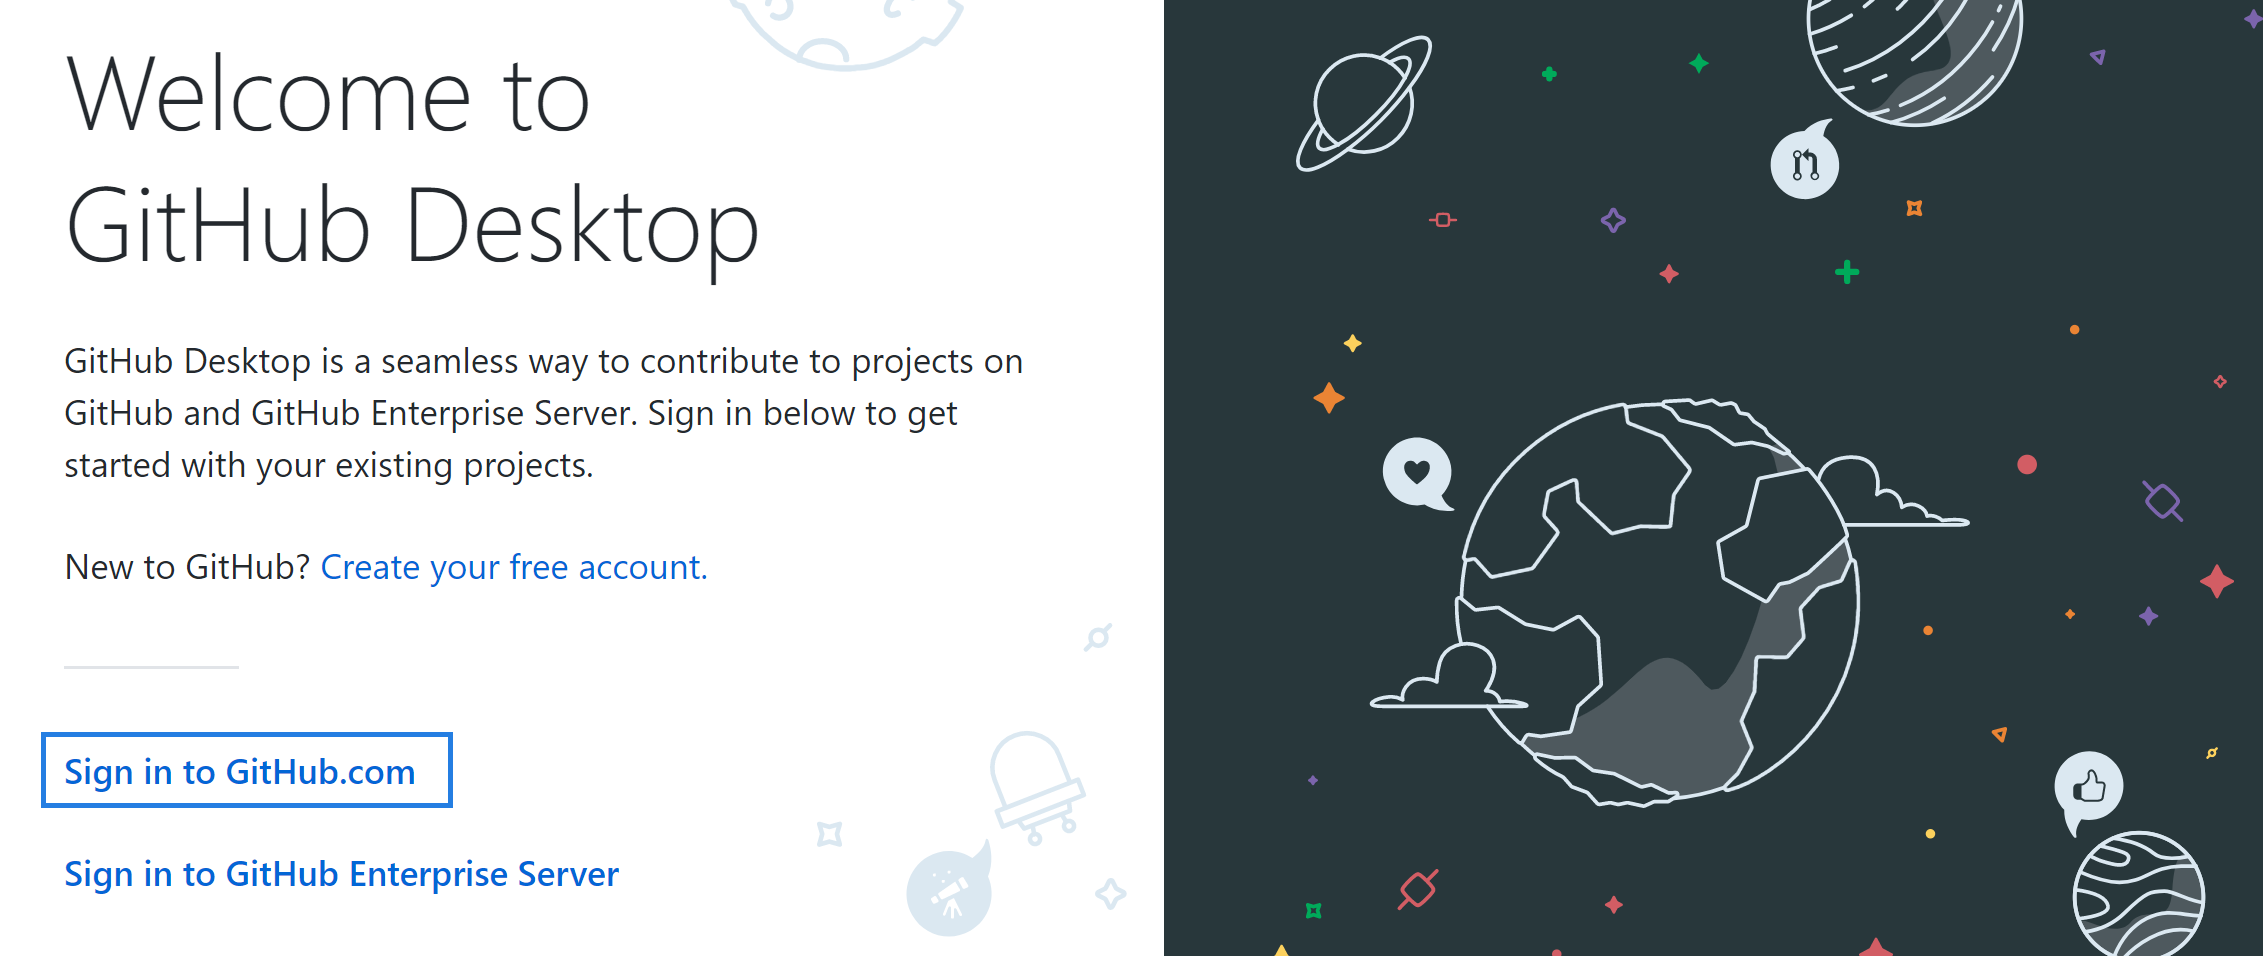 Welcome to
GitHub Desktop
GitHub Desktop is a seamless way to contribute to projects on
GitHub and GitHub Enterprise Server. Sign in below to get
started with your existing projects.
New to GitHub? Create your free account.
Sign in to GitHub.com
Sign in to GitHub Enterprise Server